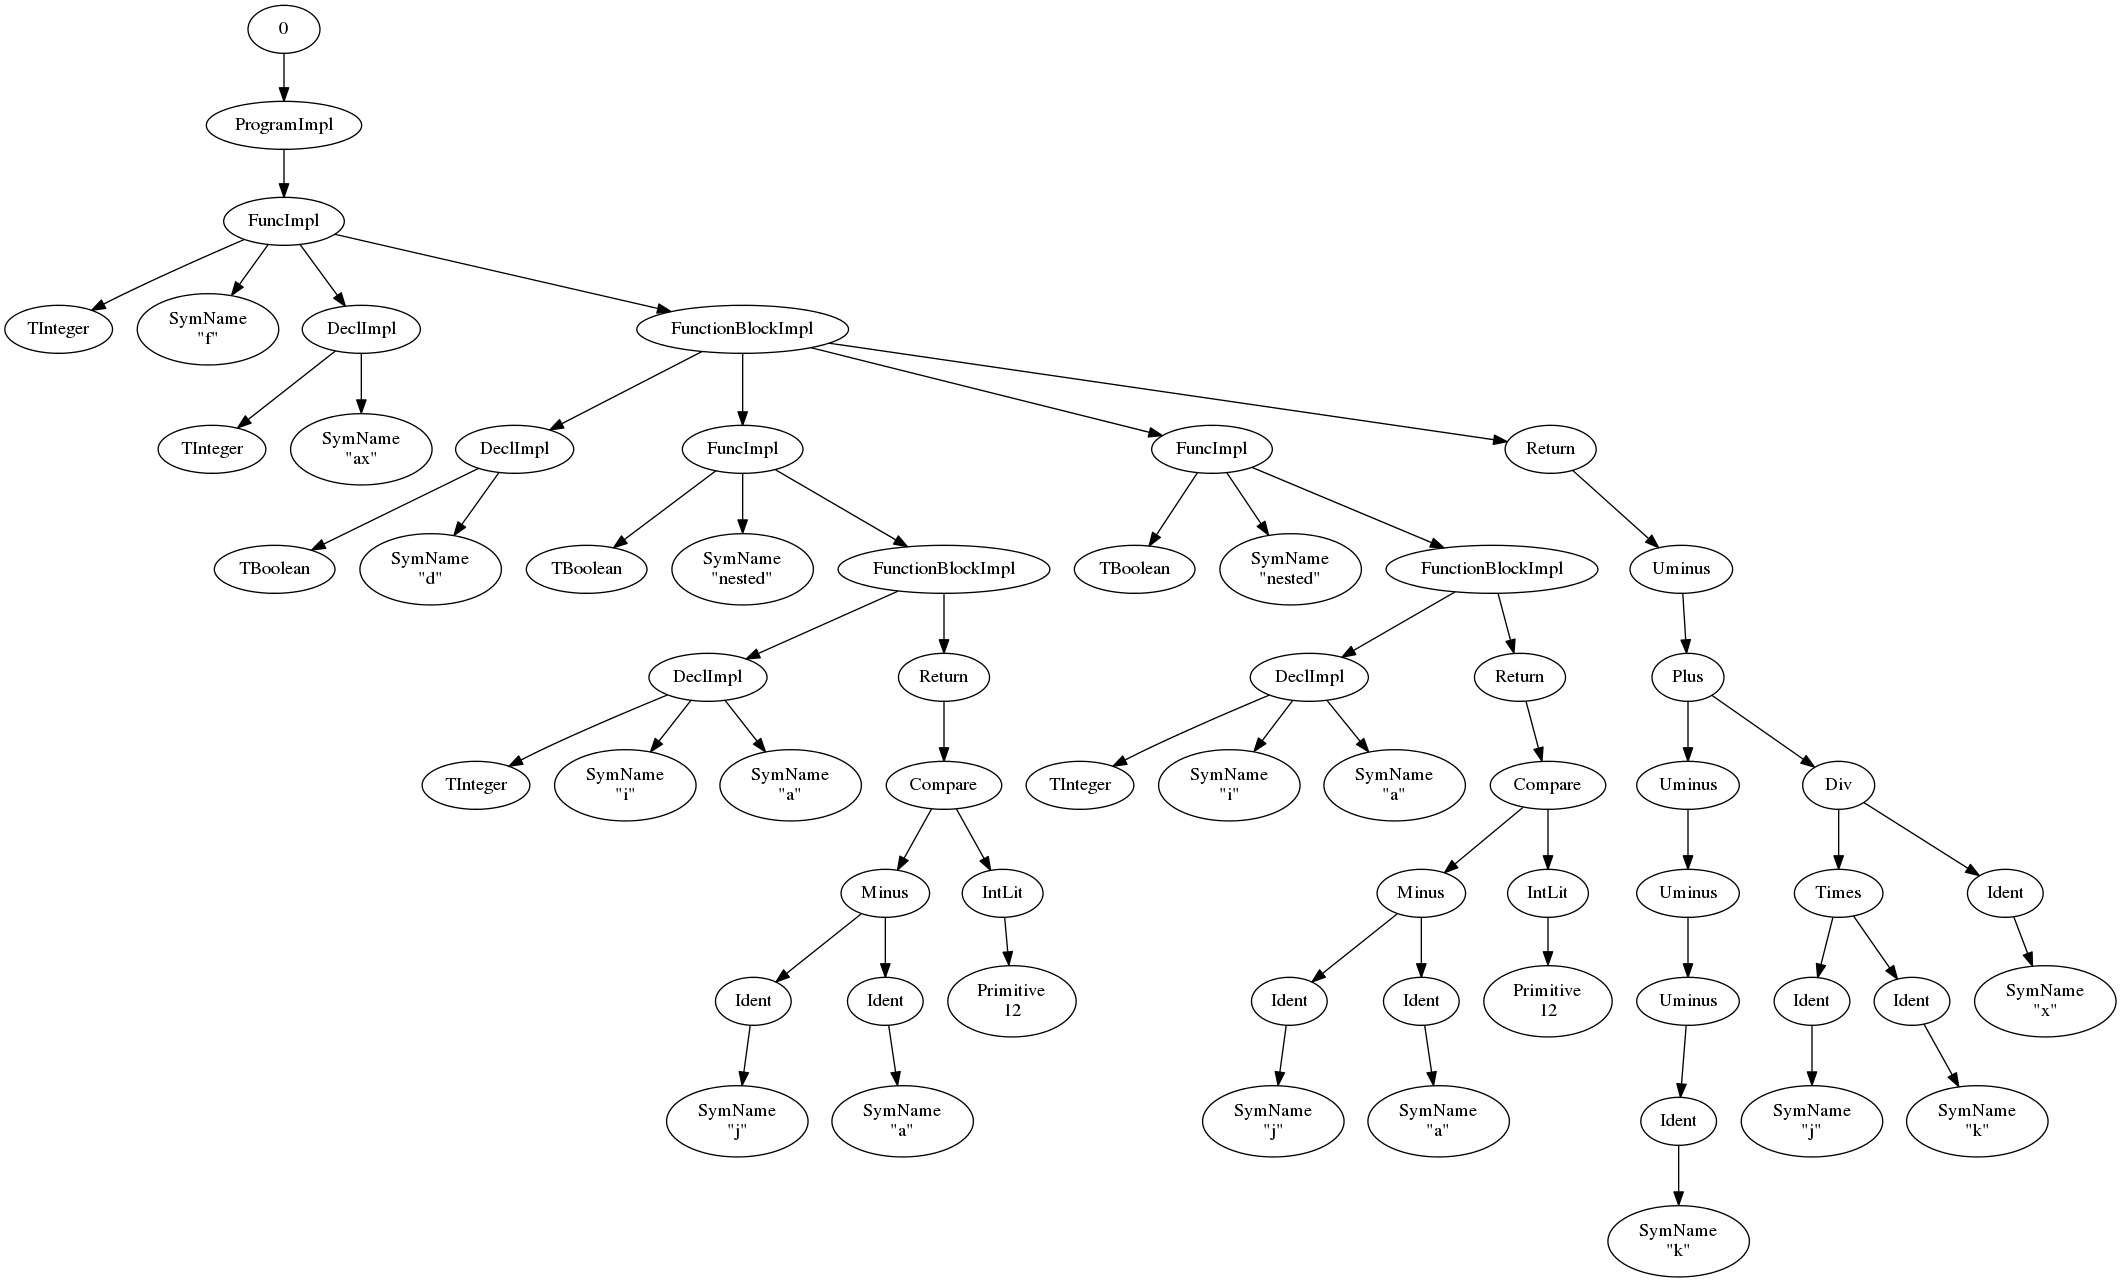 0
ProgramImpl
FuncImpl
TInteger
SymName
"f"
DeclImpl
FunctionBlockImpl
TInteger
SymName
"ax"
DeclImpl
FuncImpl
FuncImpl
Return
TBoolean
SymName
"d"
TBoolean
SymName
"nested"
FunctionBlockImpl
TBoolean
SymName
"nested"
FunctionBlockImpl
Uminus
DeclImpl
Return
DeclImpl
Return
Plus
TInteger
SymName
"i"
SymName
"a"
Compare
TInteger
SymName
"i"
SymName
"a"
Compare
Uminus
Div
Minus
IntLit
Minus
IntLit
Uminus
Times
Ident
Ident
Ident
Primitive
12
Ident
Ident
Primitive
12
Uminus
Ident
Ident
SymName
"x"
SymName
"j"
SymName
"a"
SymName
"j"
SymName
"a"
Ident
SymName
"j"
SymName
"k"
SymName
"k"